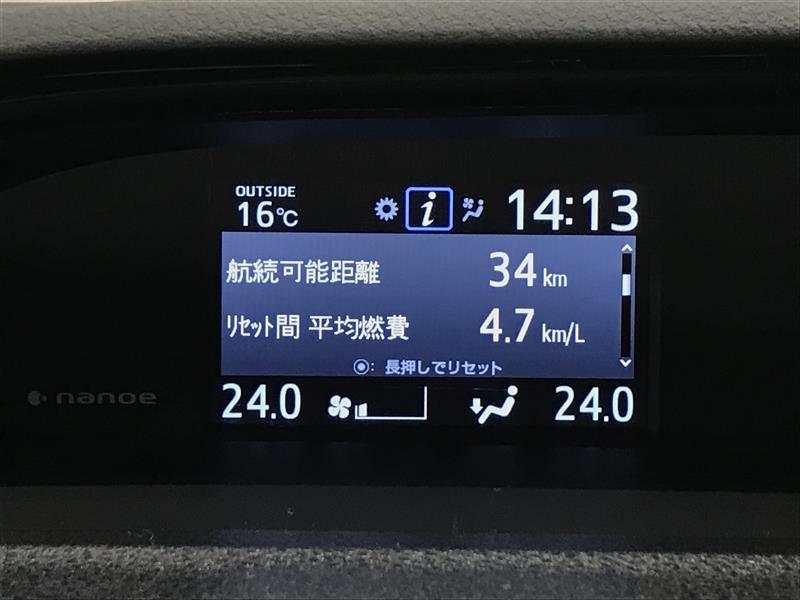 OUTSIDE
16℃ i 14:13
航続可能距離 34 km
ﾘｾｯﾄ間 平均燃費 4.7 km/L
◉: 長押しでリセット
24.0 24.0
nanoe